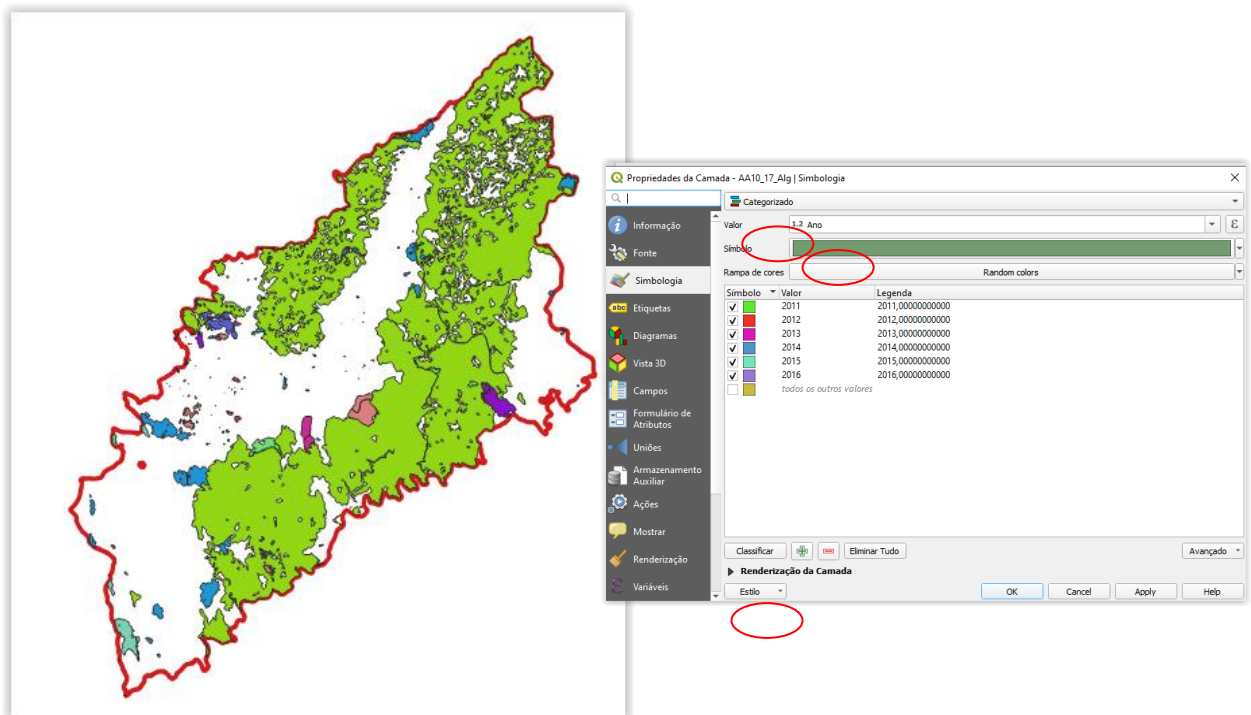 Propriedades da Camada - AA10_17_Alg | Simbologia
Categorizado
Informação
Fonte
Simbologia
abc Etiquetas
Diagramas
Vista 3D
Campos
Formulário de
Atributos
Uniões
Armazenamento
Auxiliar
Ações
Mostrar
Renderização
Variáveis
Valor 1.2 Ano ε
Símbolo
Rampa de cores Random colors
Símbolo Valor Legenda
2011 2011,00000000000
2012 2012,00000000000
2013 2013,00000000000
2014 2014,00000000000
2015 2015,00000000000
2016 2016,00000000000
todos os outros valores
Classificar Eliminar Tudo Avançado
Renderização da Camada
Estilo OK Cancel Apply Help